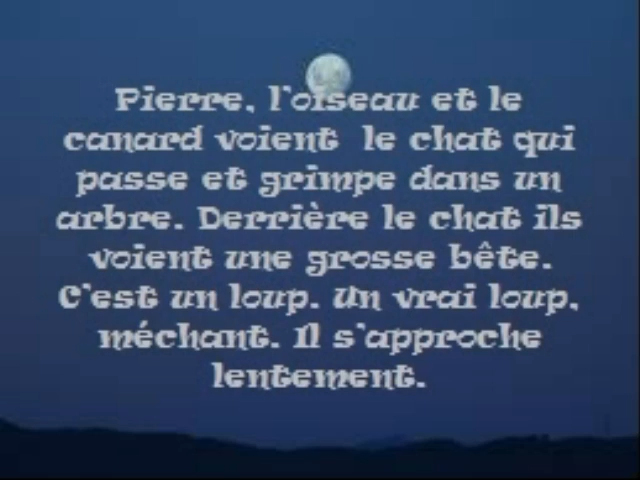 Pierre, l'oiseau et le
canard voient le chat qui
passe et grimpe dans un
arbre. Derrière le chat ils
voient une grosse bête.
C'est un loup. Un vrai loup,
méchant. Il s'approche
lentement.